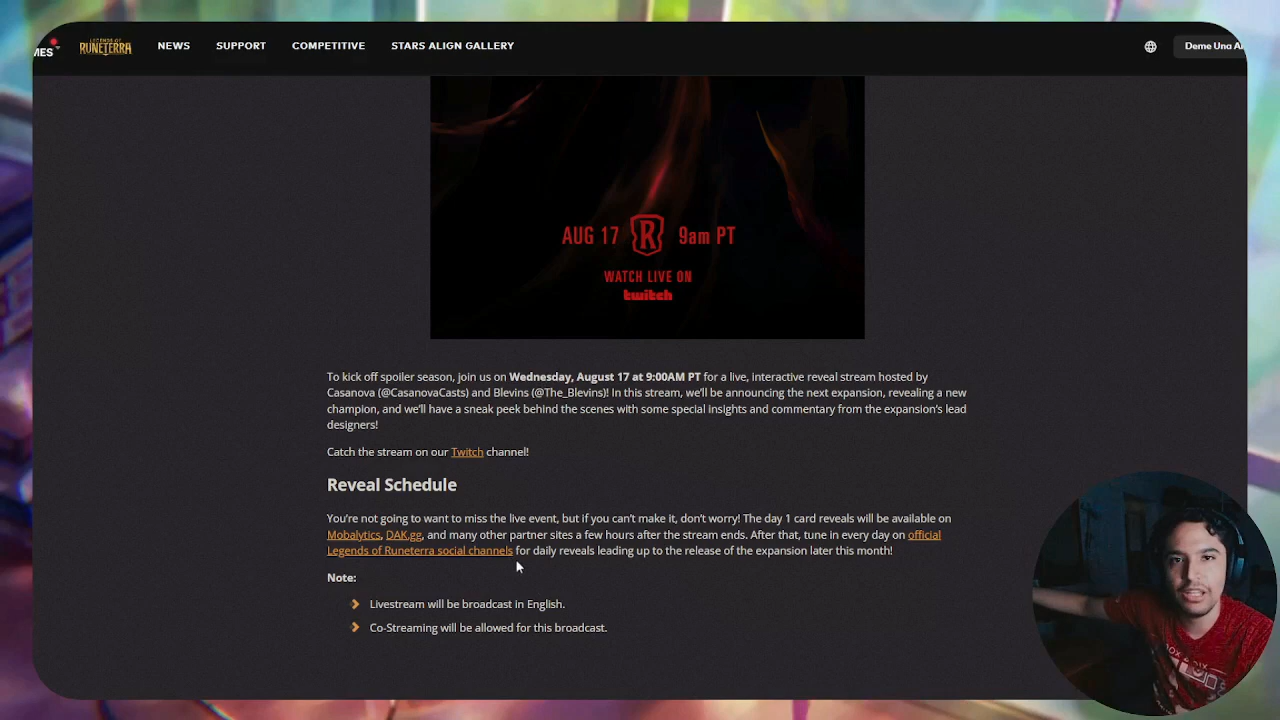 MES
LEGENDS OF
RUNETERRA
NEWS
SUPPORT
COMPETITIVE
STARS ALIGN GALLERY
Deme Una
AUG 17 R 9am PT
WATCH LIVE ON
twitch
To kick off spoiler season, join us on Wednesday, August 17 at 9:00AM PT for a live, interactive reveal stream hosted by
Casanova (@CasanovaCasts) and Blevins (@The_Blevins)! In this stream, we'll be announcing the next expansion, revealing a new
champion, and we'll have a sneak peek behind the scenes with some special insights and commentary from the expansion's lead
designers!
Catch the stream on our Twitch channel!
Reveal Schedule
You're not going to want to miss the live event, but if you can't make it, don't worry! The day 1 card reveals will be available on
Mobalytics, DAK.gg, and many other partner sites a few hours after the stream ends. After that, tune in every day on official
Legends of Runeterra social channels for daily reveals leading up to the release of the expansion later this month!
Note:
Livestream will be broadcast in English.
Co-Streaming will be allowed for this broadcast.